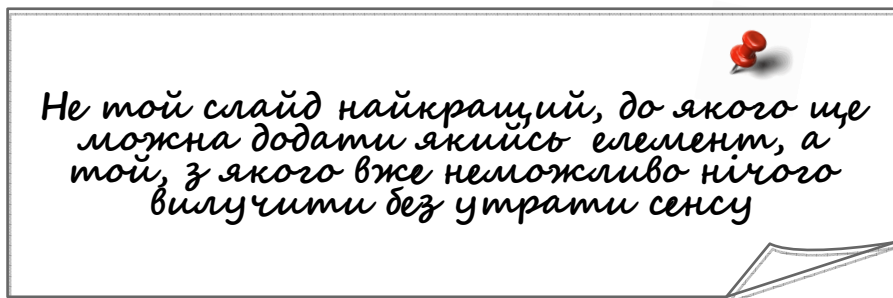 Не той слайд найкращий, до якого ще
можна додати якийсь елемент, а
той, з якого вже неможливо нічого
вилучити без утрати сенсу